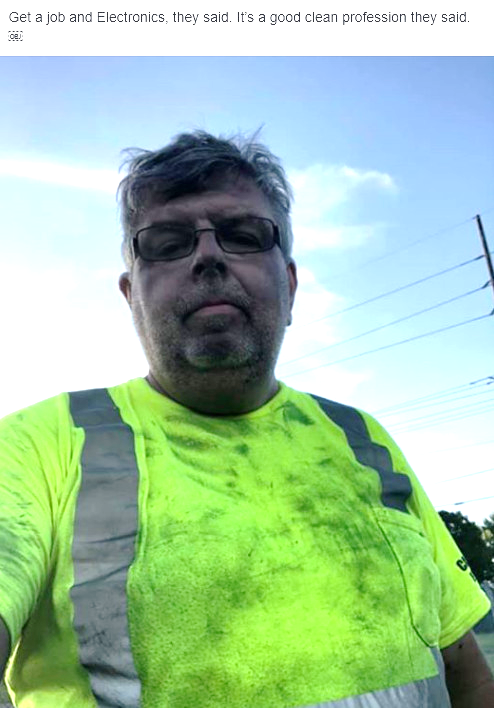 Get a job and Electronics, they said. It's a good clean profession they said.